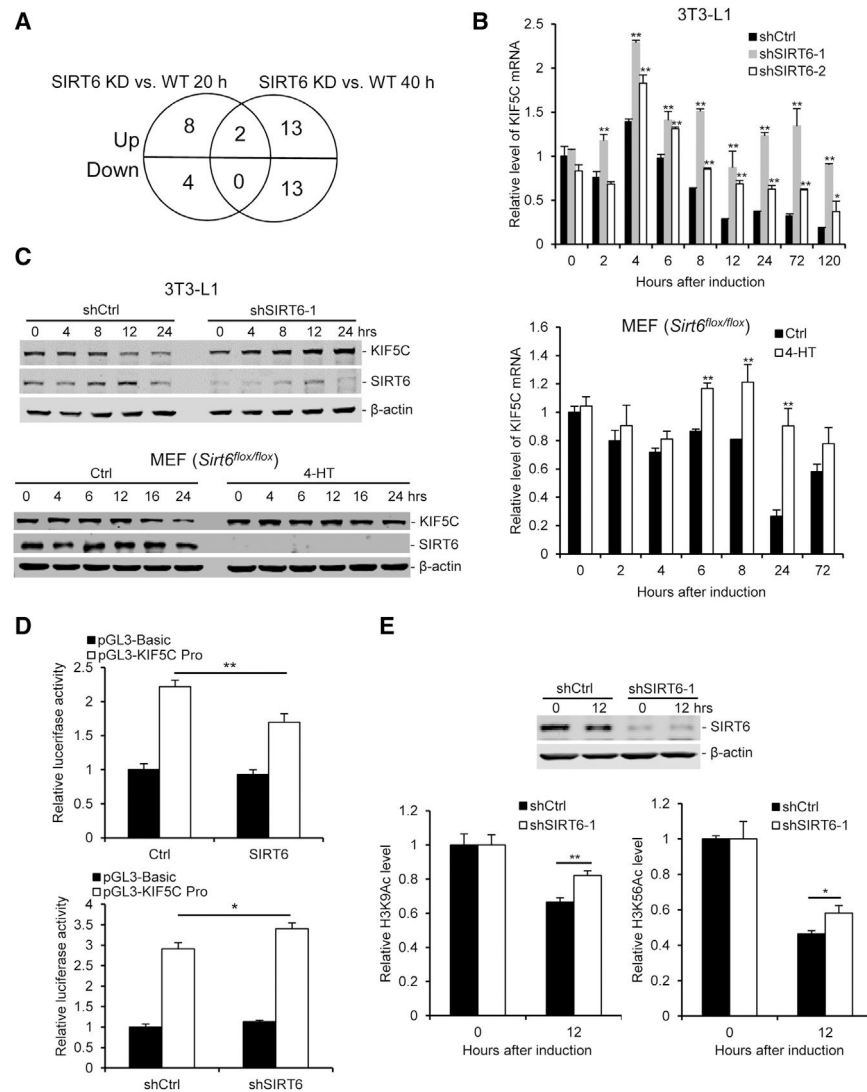 A
SIRT6 KD vs. WT 20 h
SIRT6 KD vs. WT 40 h
Up
8
2
13
Down
4
0
13
B
3T3-L1
shCtrl
shSIRT6-1
shSIRT6-2
Relative level of KIF5C mRNA
2.5
2
1.5
1
0.5
0
** ** ** ** ** ** ** ** ** ** ** ** ** ** ** *
0 2 4 6 8 12 24 72 120
Hours after induction
MEF (Sirt6flox/flox)
Ctrl
4-HT
Relative level of KIF5C mRNA
1.6
1.4
1.2
1
0.8
0.6
0.4
0.2
0
** ** **
0 2 4 6 8 24 72
Hours after induction
C
3T3-L1
shCtrl shSIRT6-1
0 4 8 12 24 0 4 8 12 24 hrs
- KIF5C
- SIRT6
- β-actin
MEF (Sirt6flox/flox)
Ctrl 4-HT
0 4 6 12 16 24 0 4 6 12 16 24 hrs
- KIF5C
- SIRT6
- β-actin
D
pGL3-Basic
pGL3-KIF5C Pro
Relative lucerifase activity
2.5
2
1.5
1
0.5
0
**
Ctrl SIRT6
pGL3-Basic
pGL3-KIF5C Pro
Relative luciferase activity
4
3.5
3
2.5
2
1.5
1
0.5
0
*
shCtrl shSIRT6
E
shCtrl shSIRT6-1
0 12 0 12 hrs
- SIRT6
- β-actin
shCtrl
shSIRT6-1
Relative H3K9Ac level
1.2
1
0.8
0.6
0.4
0.2
0
**
0 12
Hours after induction
shCtrl
shSIRT6-1
Relative H3K56Ac level
1.2
1
0.8
0.6
0.4
0.2
0
*
0 12
Hours after induction